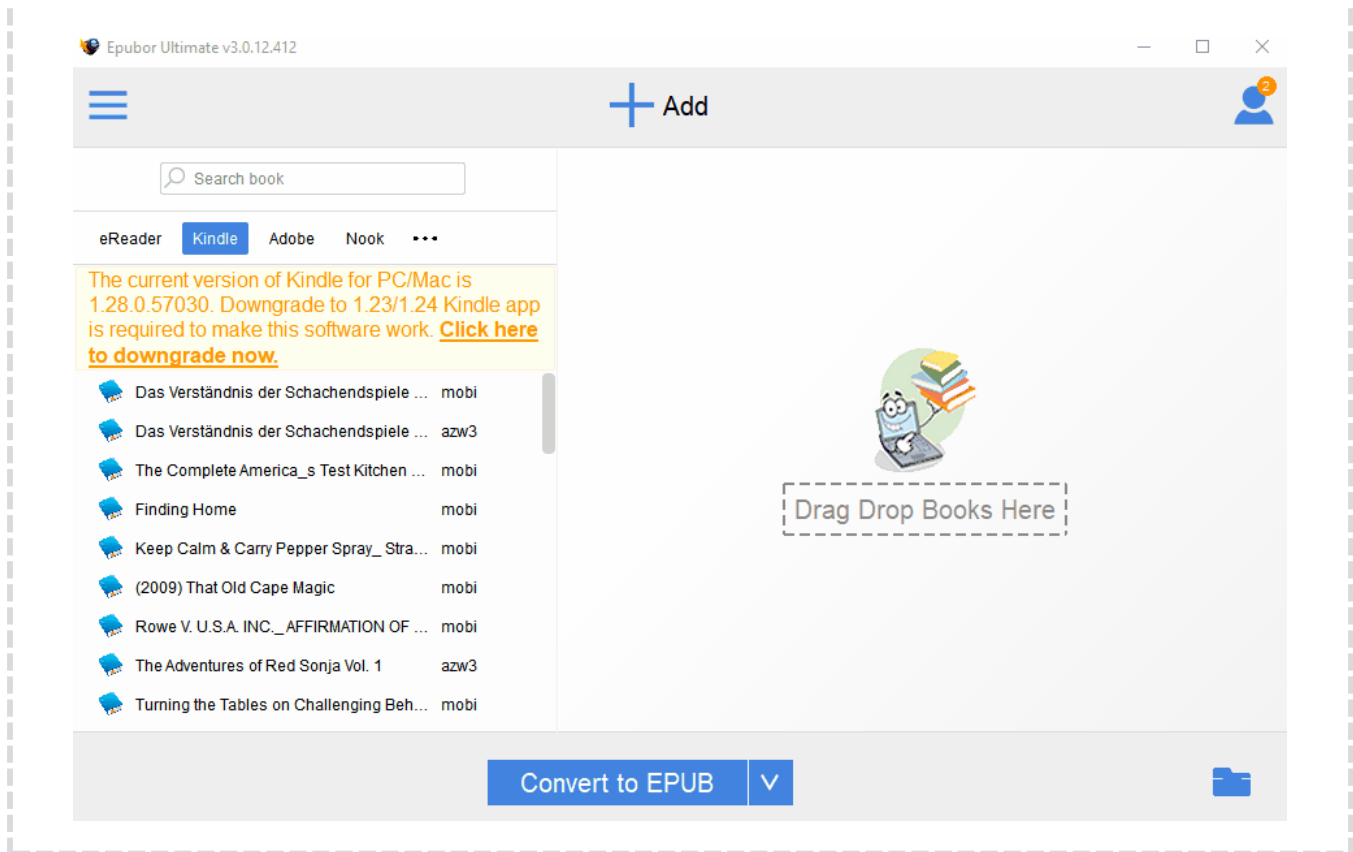 Epubor Ultimate v3.0.12.412
Add
2
Search book
eReader Kindle Adobe Nook
The current version of Kindle for PC/Mac is
1.28.0.57030. Downgrade to 1.23/1.24 Kindle app
is required to make this software work. Click here
to downgrade now.
Das Verständnis der Schachendspiele ... mobi
Das Verständnis der Schachendspiele ... azw3
The Complete America_s Test Kitchen ... mobi
Finding Home mobi
Keep Calm & Carry Pepper Spray_ Stra... mobi
(2009) That Old Cape Magic mobi
Rowe V. U.S.A. INC._ AFFIRMATION OF ... mobi
The Adventures of Red Sonja Vol. 1 azw3
Turning the Tables on Challenging Beh... mobi
Drag Drop Books Here
Convert to EPUB